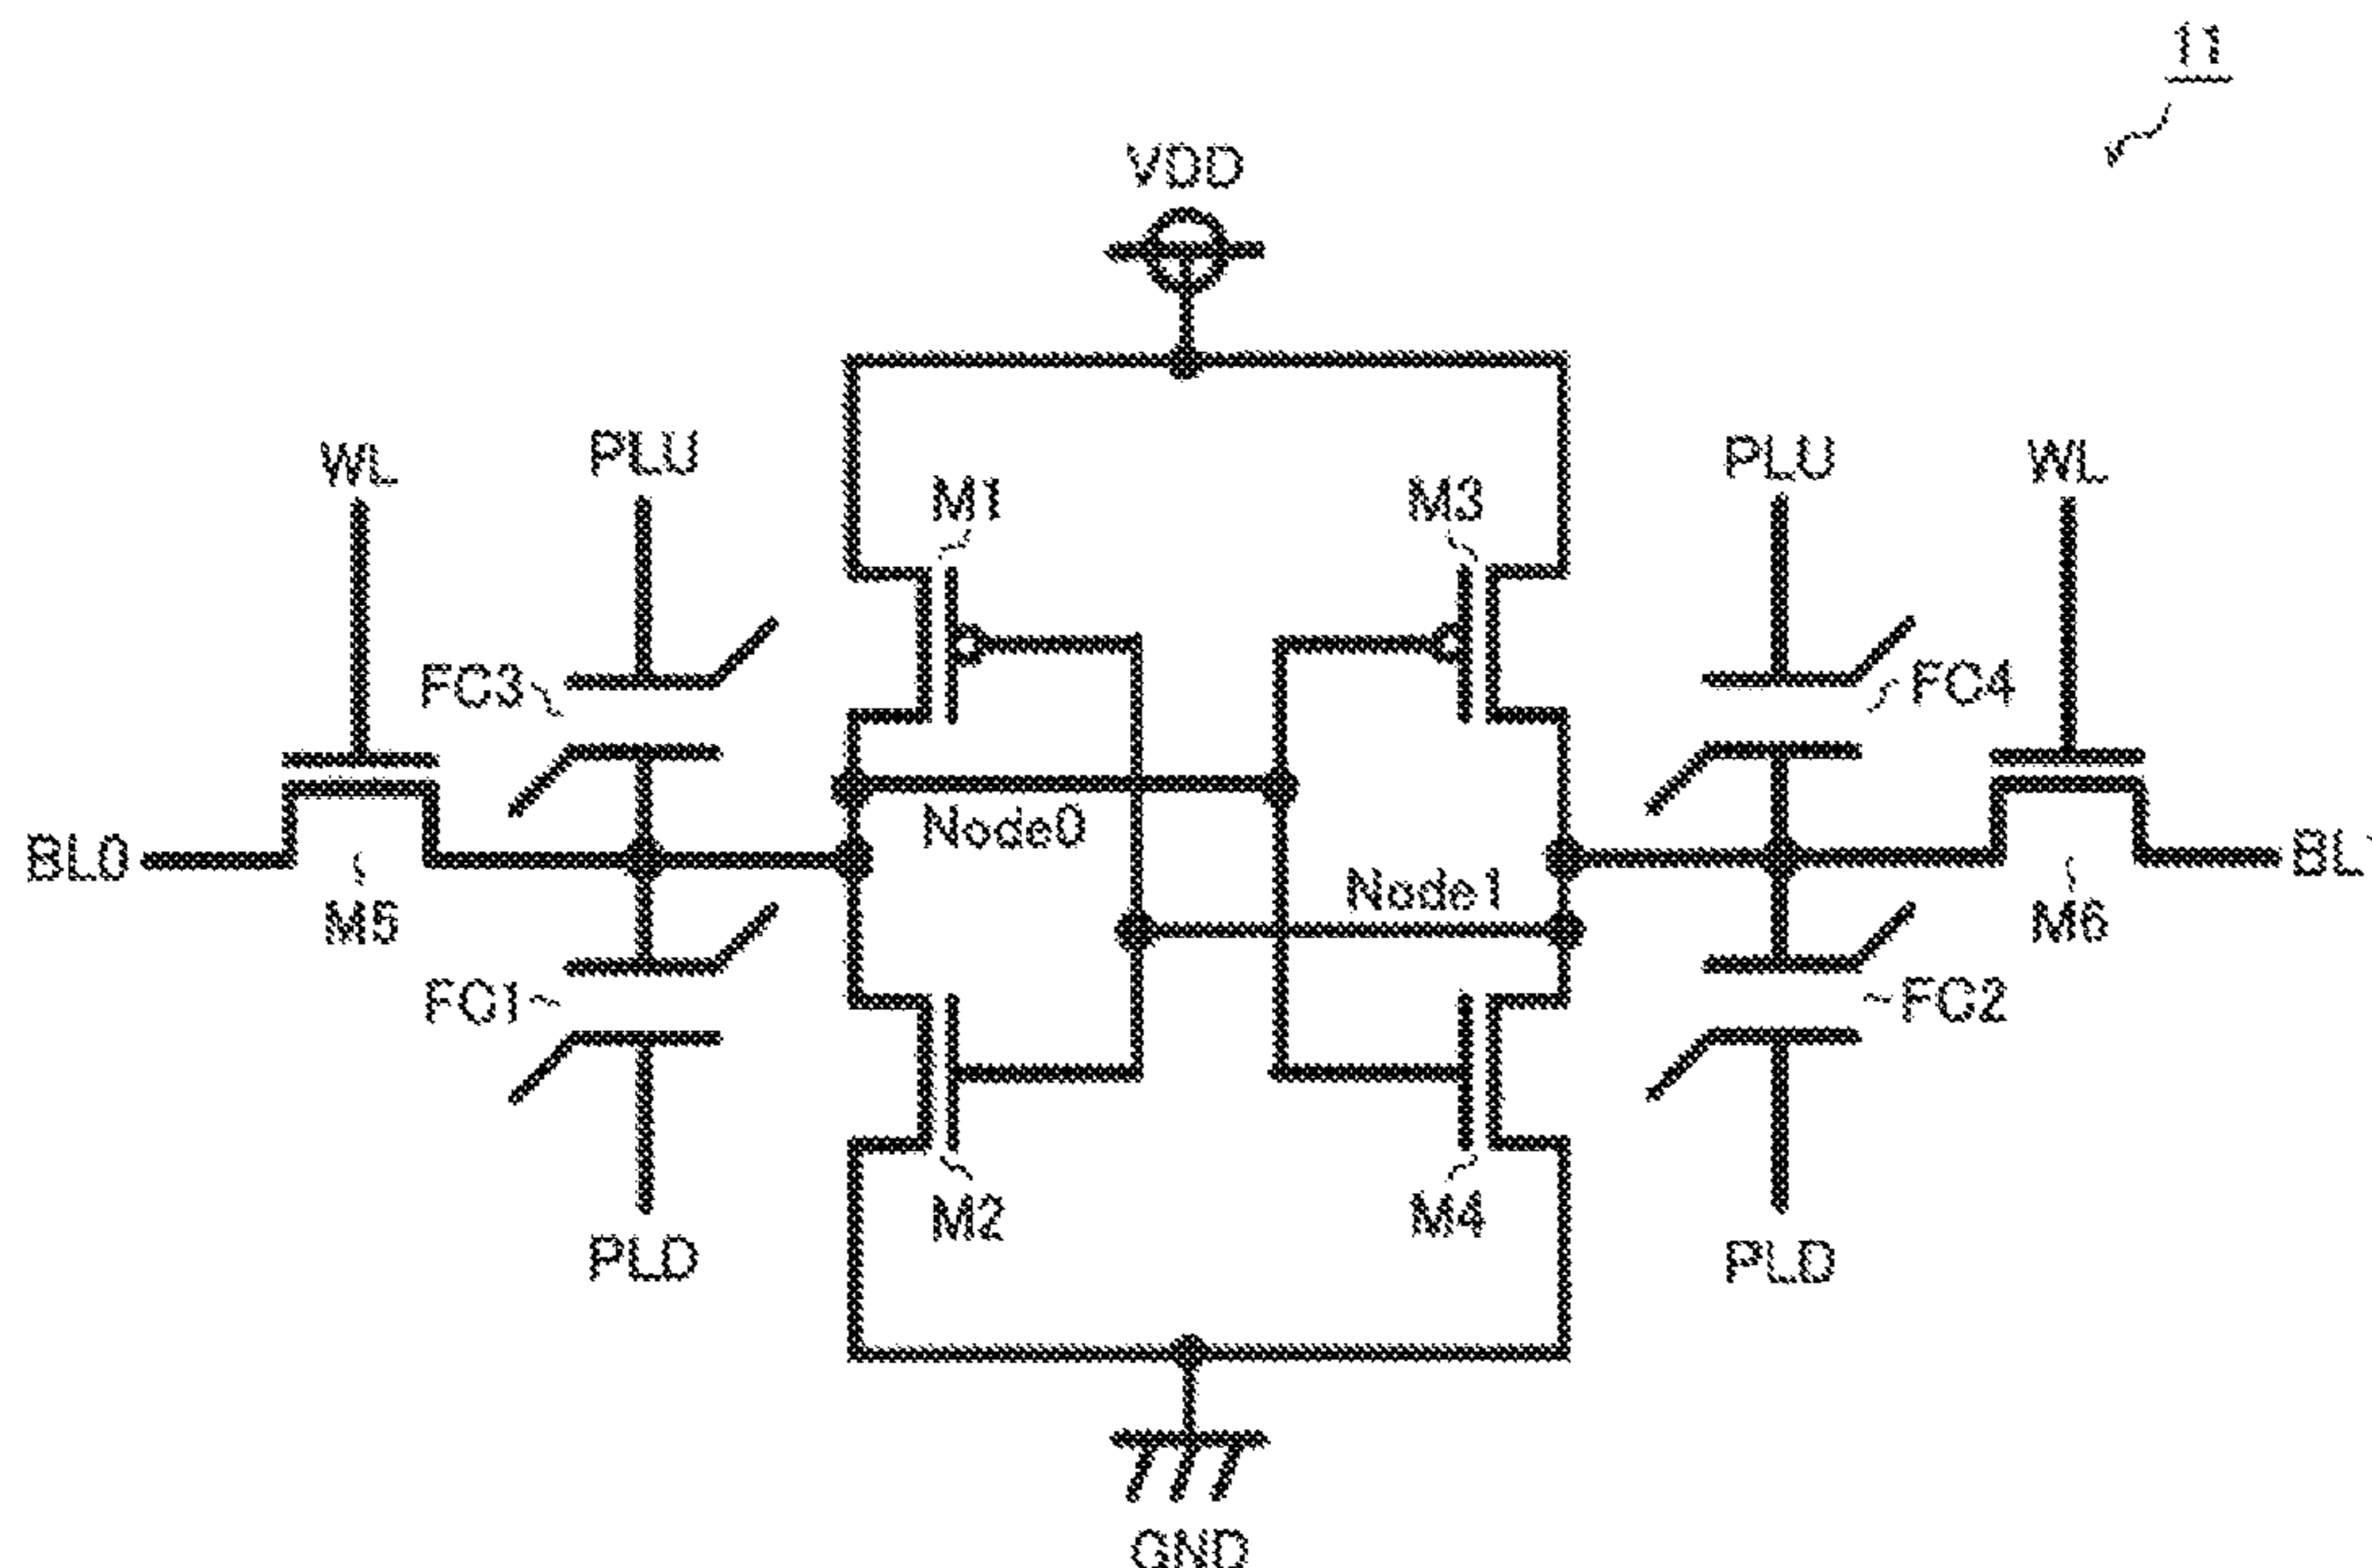 11
VDD
WL PLU M1 M3 PLU WL
FC3 FC4
Node0
BL0 Node1
M5 M6
FC1 FC2
M2 M4
PLD PLD
GND